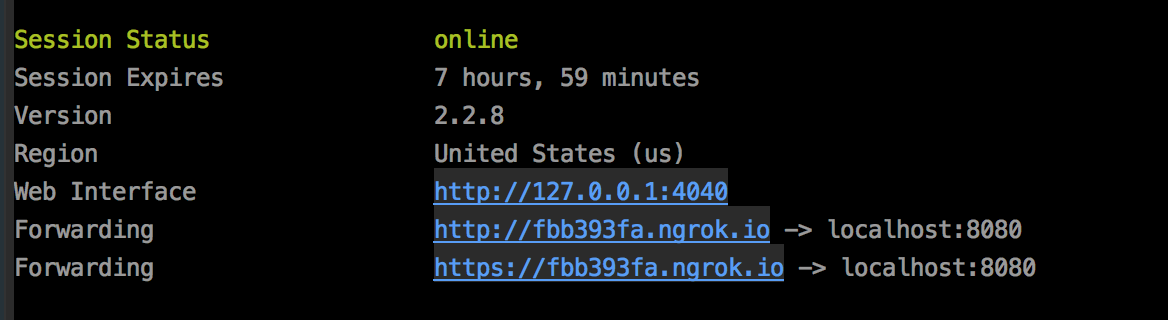 Session Status online
Session Expires 7 hours, 59 minutes
Version 2.2.8
Region United States (us)
Web Interface http://127.0.0.1:4040
Forwarding http://fbb393fa.ngrok.io -> localhost:8080
Forwarding https://fbb393fa.ngrok.io -> localhost:8080